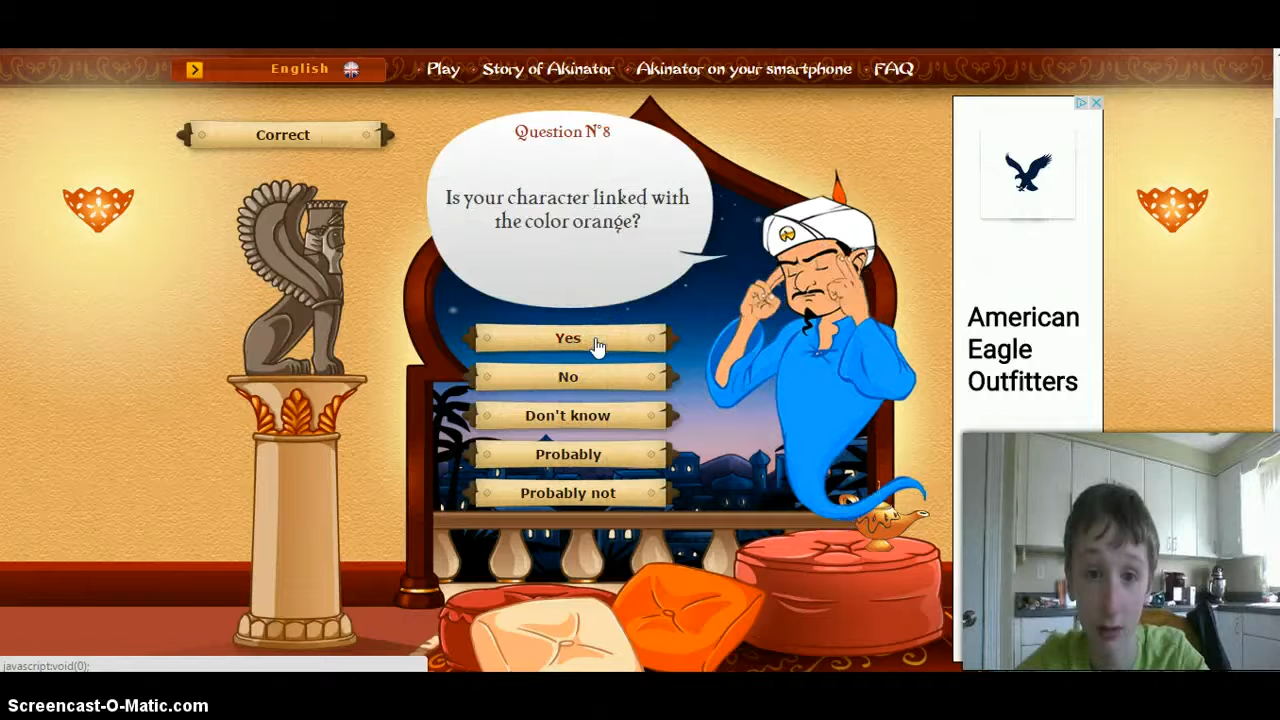 English
· Play · Story of Akinator · Akinator on your smartphone · FAQ
Correct
Question N°8
Is your character linked with
the color orange?
Yes
No
Don't know
Probably
Probably not
American
Eagle
Outfitters
javascript:void(0);
Screencast-O-Matic.com